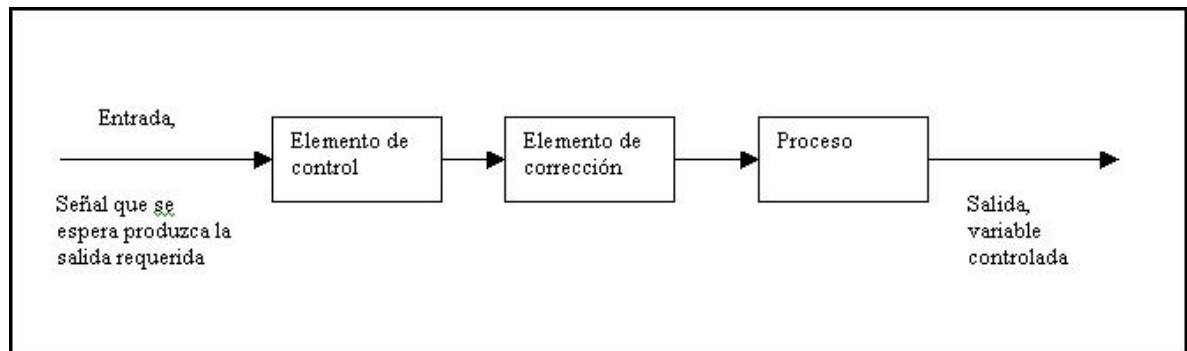 Entrada,
Señal que se
espera produzca la
salida requerida
Elemento de
control
Elemento de
corrección
Proceso
Salida,
variable
controlada